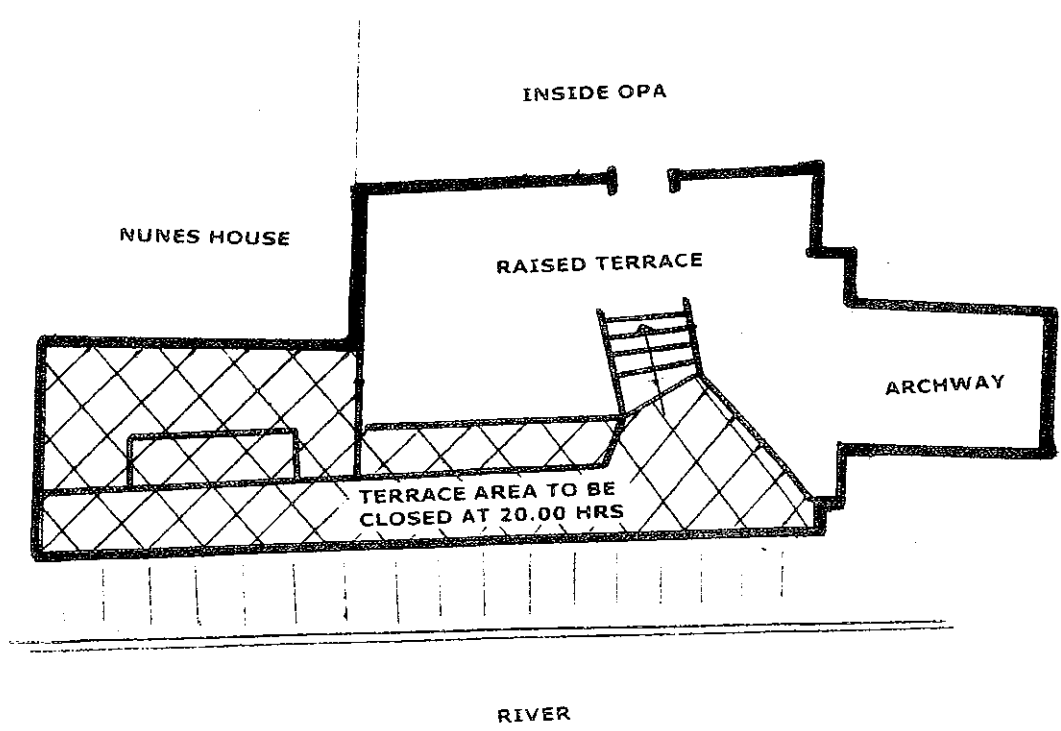 INSIDE OPA
NUNES HOUSE
RAISED TERRACE
ARCHWAY
TERRACE AREA TO BE
CLOSED AT 20.00 HRS
RIVER